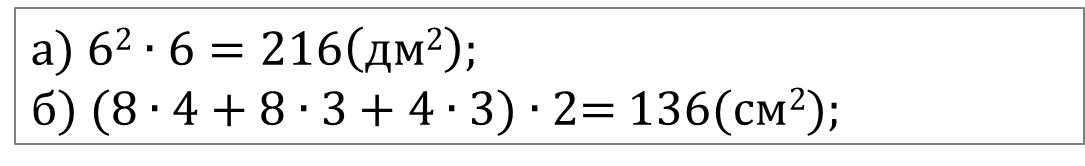 а) 6² · 6 = 216(дм²);
б) (8 · 4 + 8 · 3 + 4 · 3) · 2= 136(см²);